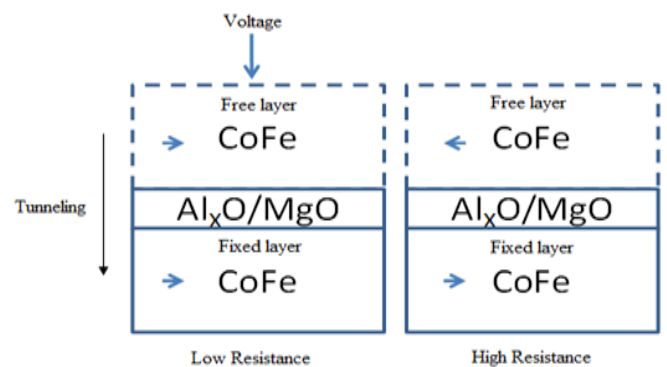 Voltage
Free layer
CoFe
Free layer
CoFe
Tunneling
AlxO/MgO
AlxO/MgO
Fixed layer
CoFe
Fixed layer
CoFe
Low Resistance
High Resistance